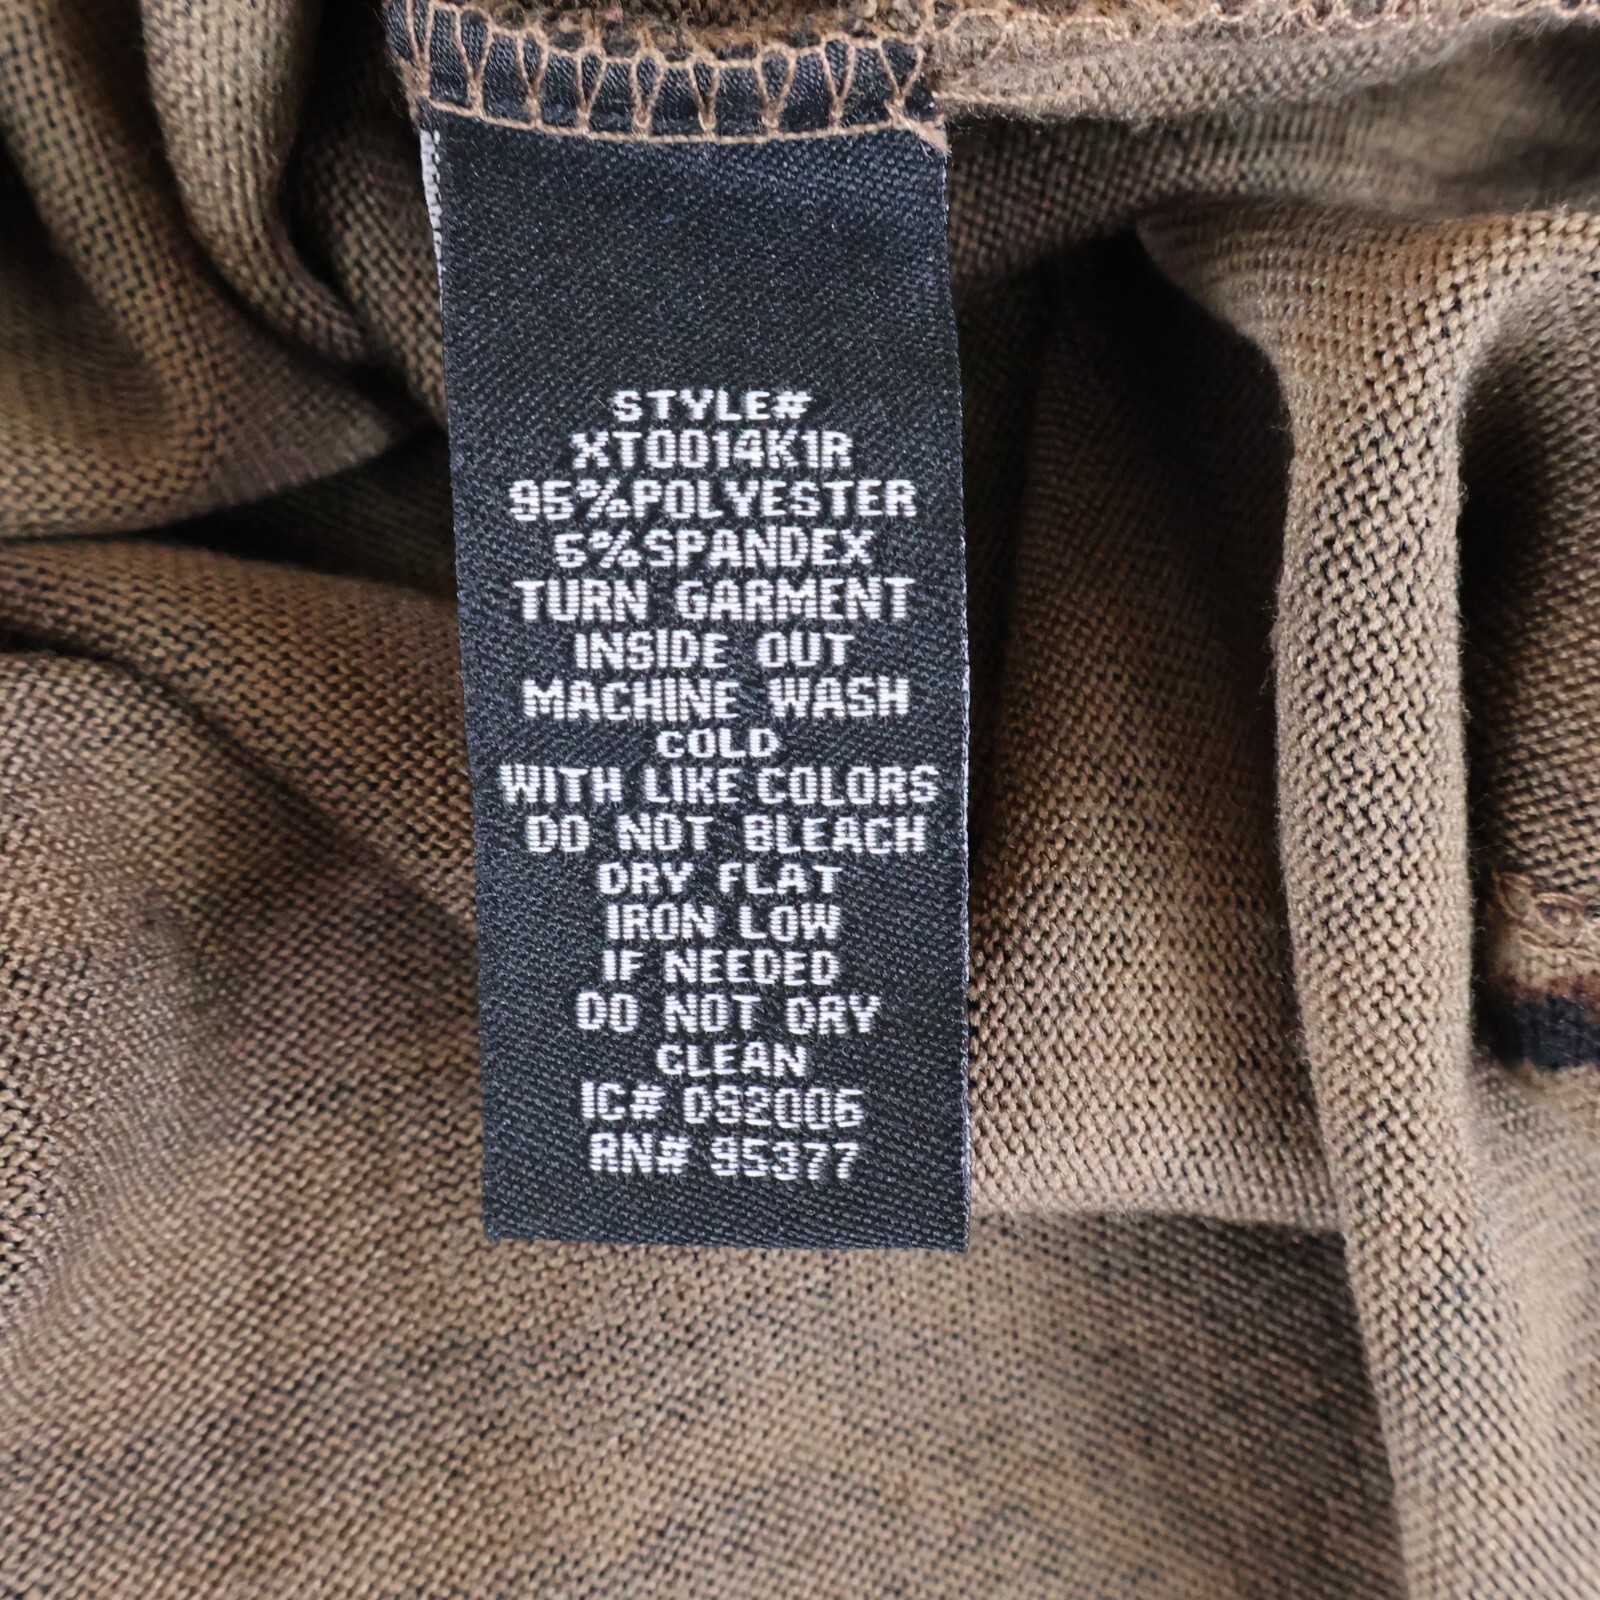 STYLE#
XT0014K1R
95%POLYESTER
5%SPANDEX
TURN GARMENT
INSIDE OUT
MACHINE WASH
COLD
WITH LIKE COLORS
DO NOT BLEACH
DRY FLAT
IRON LOW
IF NEEDED
DO NOT DRY
CLEAN
IC# DS2006
RN# 95377